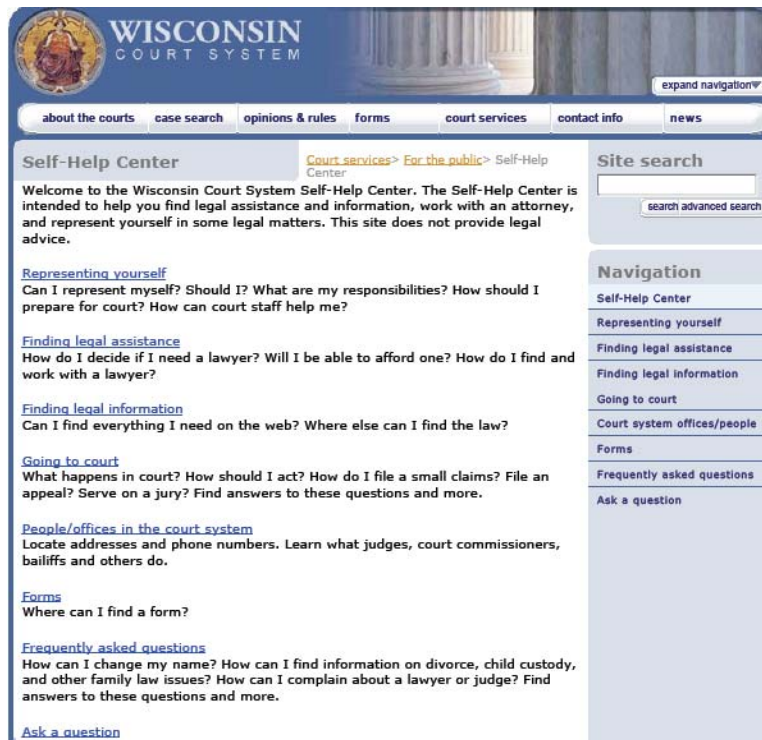 WISCONSIN
COURT SYSTEM
expand navigation
about the courts case search opinions & rules forms court services contact info news
Self-Help Center
Court services> For the public> Self-Help
Center
Welcome to the Wisconsin Court System Self-Help Center. The Self-Help Center is
intended to help you find legal assistance and information, work with an attorney,
and represent yourself in some legal matters. This site does not provide legal
advice.
Representing yourself
Can I represent myself? Should I? What are my responsibilities? How should I
prepare for court? How can court staff help me?
Finding legal assistance
How do I decide if I need a lawyer? Will I be able to afford one? How do I find and
work with a lawyer?
Finding legal information
Can I find everything I need on the web? Where else can I find the law?
Going to court
What happens in court? How should I act? How do I file a small claims? File an
appeal? Serve on a jury? Find answers to these questions and more.
People/offices in the court system
Locate addresses and phone numbers. Learn what judges, court commissioners,
bailiffs and others do.
Forms
Where can I find a form?
Frequently asked questions
How can I change my name? How can I find information on divorce, child custody,
and other family law issues? How can I complain about a lawyer or judge? Find
answers to these questions and more.
Ask a question
Site search
search advanced search
Navigation
Self-Help Center
Representing yourself
Finding legal assistance
Finding legal information
Going to court
Court system offices/people
Forms
Frequently asked questions
Ask a question